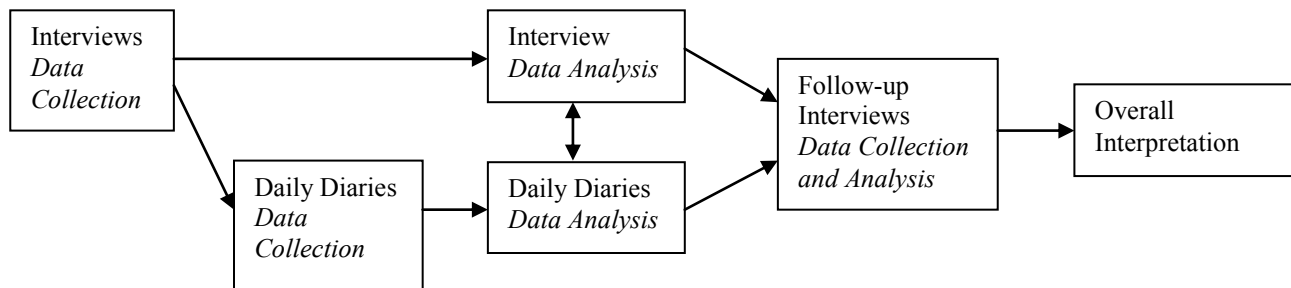 Interviews
Data
Collection
Interview
Data Analysis
Follow-up
Interviews
Data Collection
and Analysis
Overall
Interpretation
Daily Diaries
Data
Collection
Daily Diaries
Data Analysis